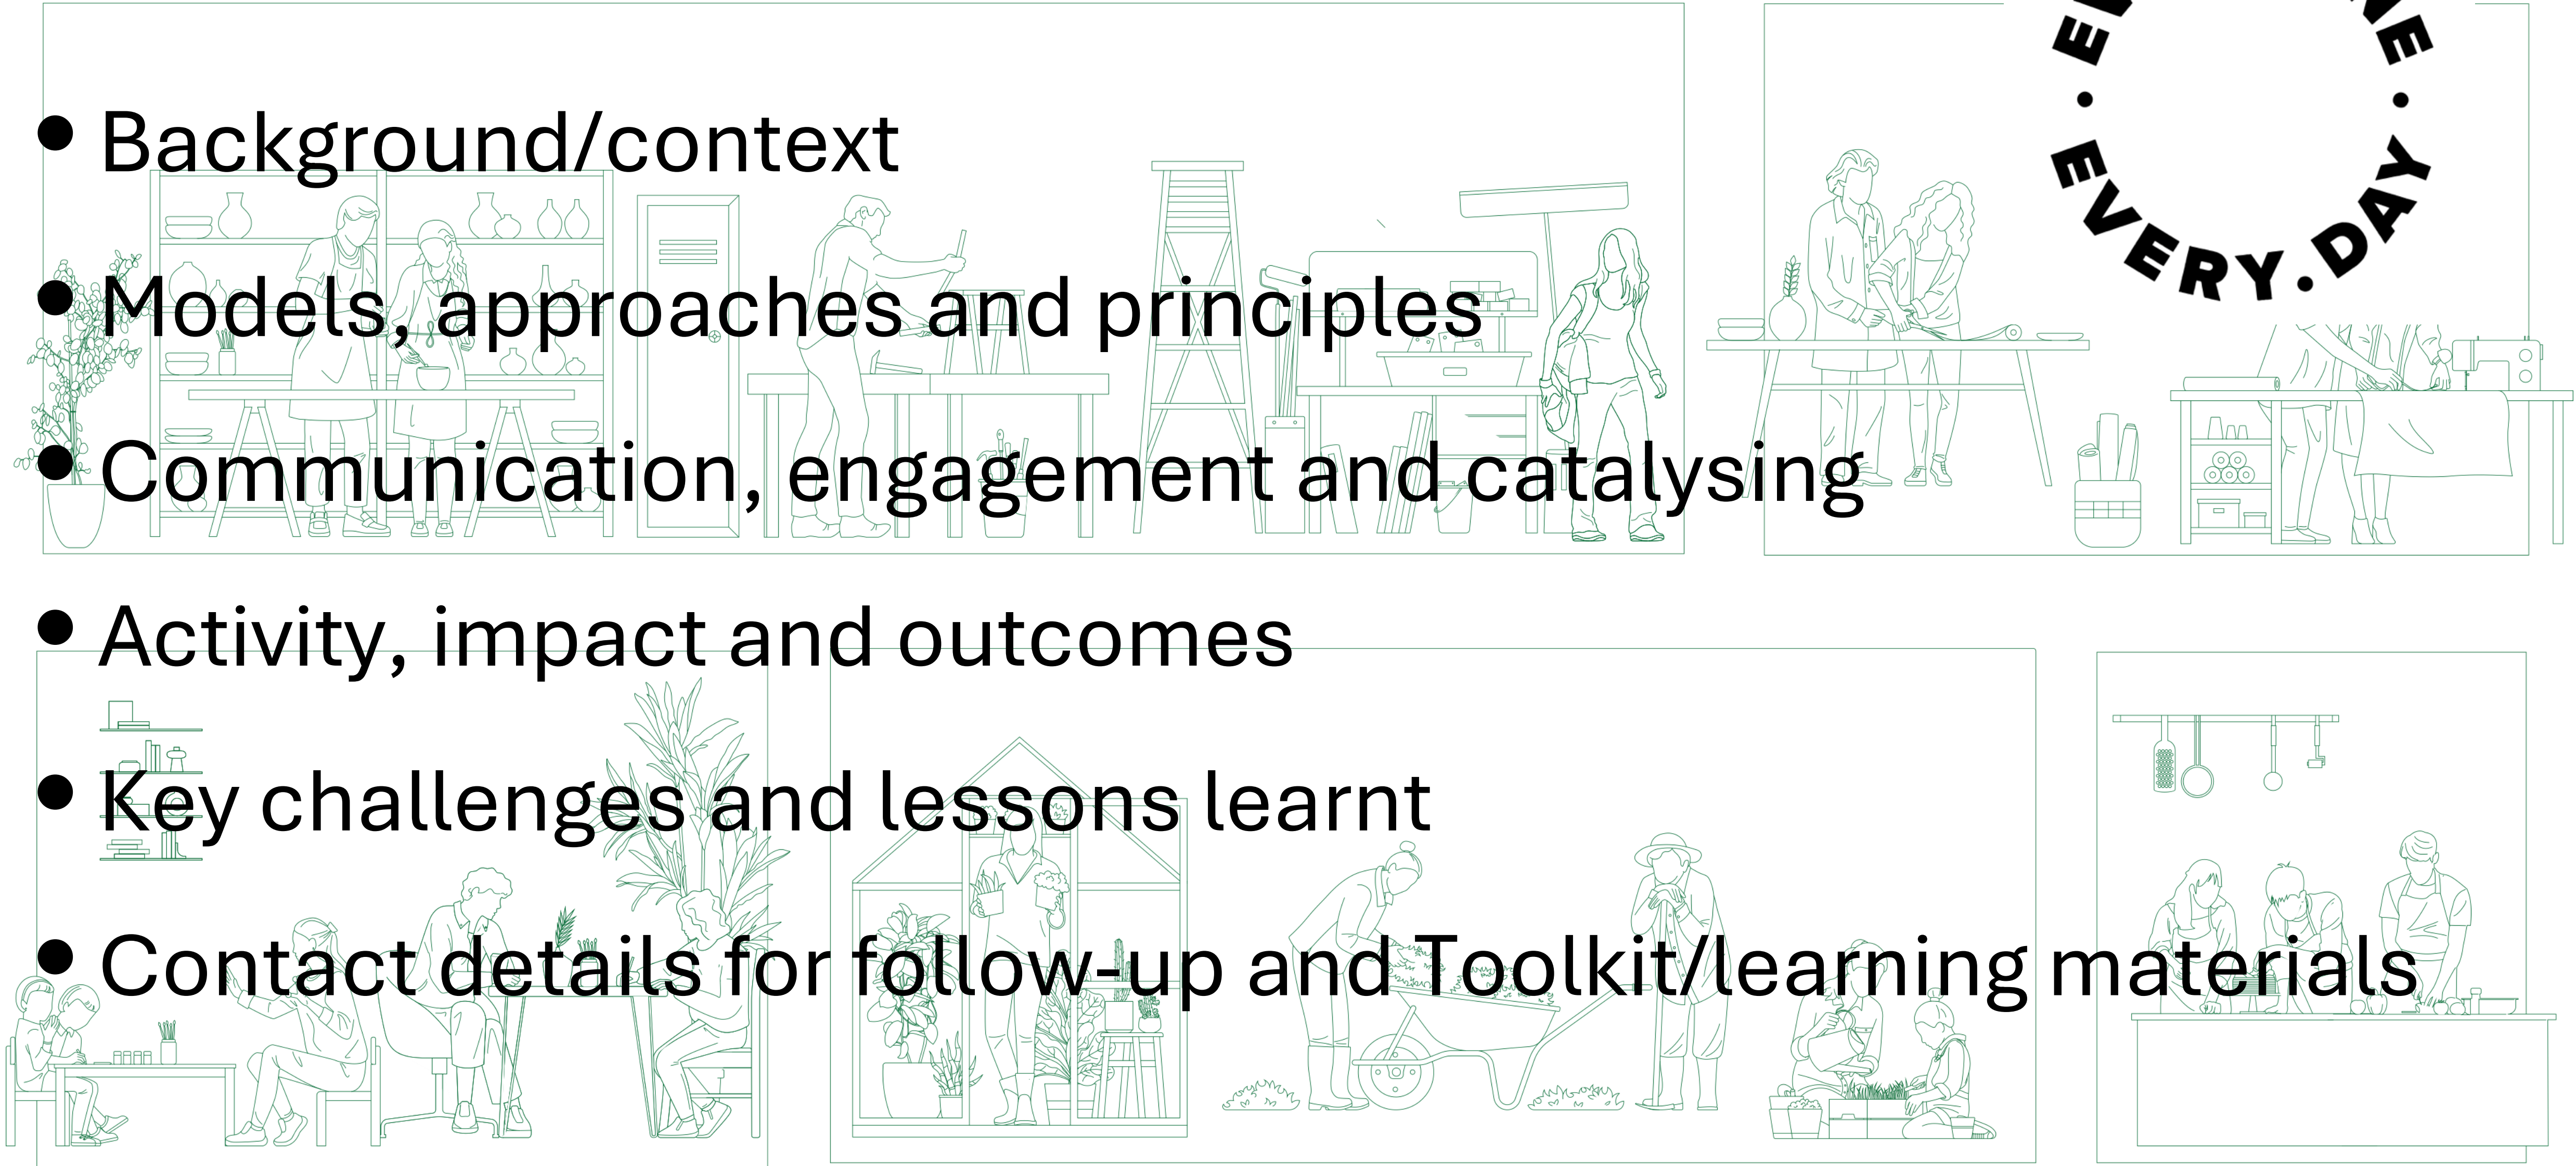 • Background/context
• Models, approaches and principles
• Communication, engagement and catalysing
• Activity, impact and outcomes
• Key challenges and lessons learnt
• Contact details for follow-up and Toolkit/learning materials
• EVERY.DAY •